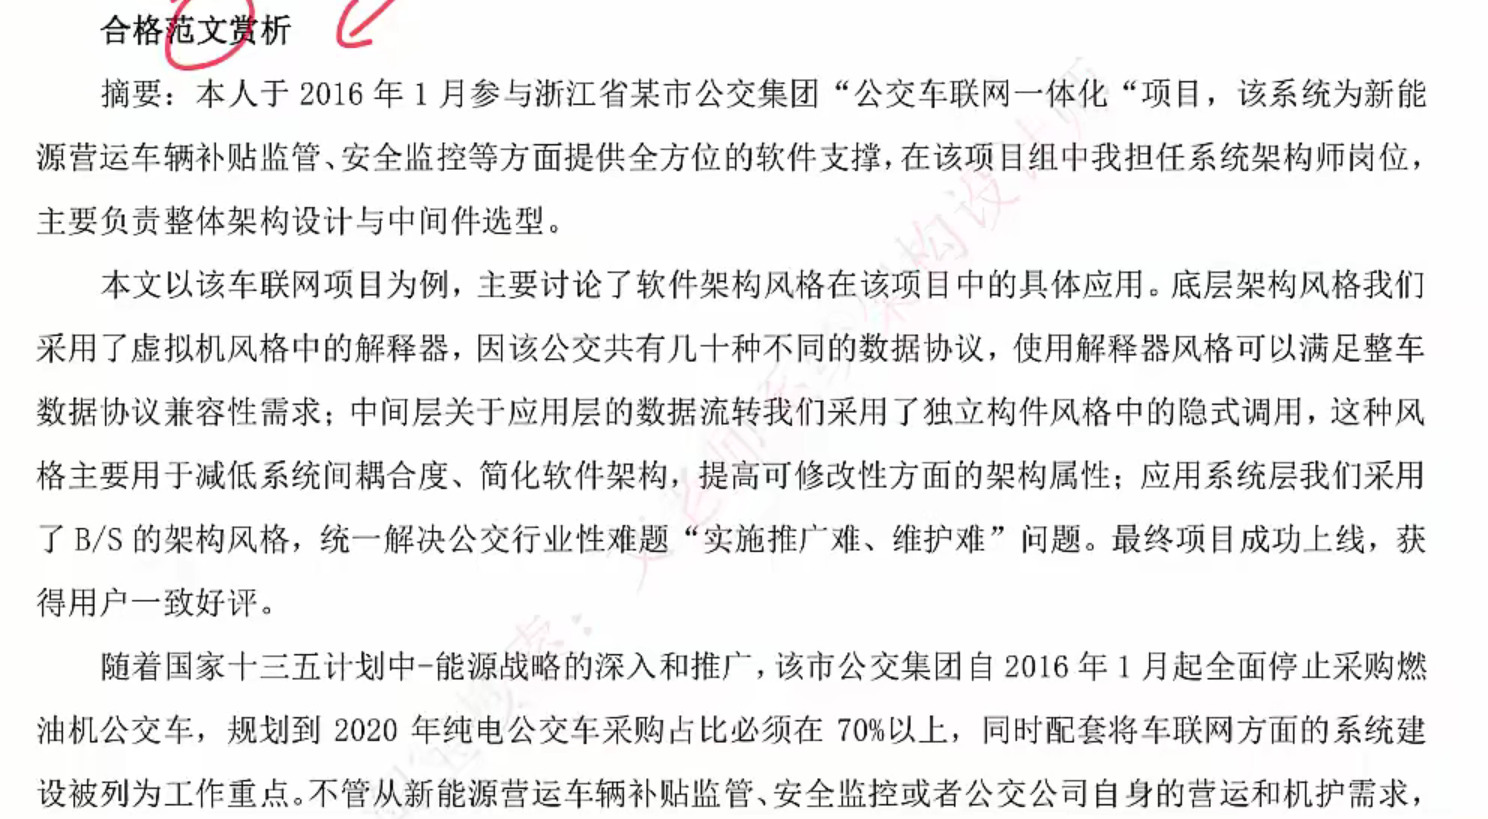 合格范文赏析
摘要：本人于 2016 年 1 月参与浙江省某市公交集团“公交车联网一体化“项目，该系统为新能
源营运车辆补贴监管、安全监控等方面提供全方位的软件支撑，在该项目组中我担任系统架构师岗位，
主要负责整体架构设计与中间件选型。
本文以该车联网项目为例，主要讨论了软件架构风格在该项目中的具体应用。底层架构风格我们
采用了虚拟机风格中的解释器，因该公交共有几十种不同的数据协议，使用解释器风格可以满足整车
数据协议兼容性需求；中间层关于应用层的数据流转我们采用了独立构件风格中的隐式调用，这种风
格主要用于减低系统间耦合度、简化软件架构，提高可修改性方面的架构属性；应用系统层我们采用
了 B/S 的架构风格，统一解决公交行业性难题“实施推广难、维护难”问题。最终项目成功上线，获
得用户一致好评。
随着国家十三五计划中-能源战略的深入和推广，该市公交集团自 2016 年 1 月起全面停止采购燃
油机公交车，规划到 2020 年纯电公交车采购占比必须在 70%以上，同时配套将车联网方面的系统建
设被列为工作重点。不管从新能源营运车辆补贴监管、安全监控或者公交公司自身的营运和机护需求，